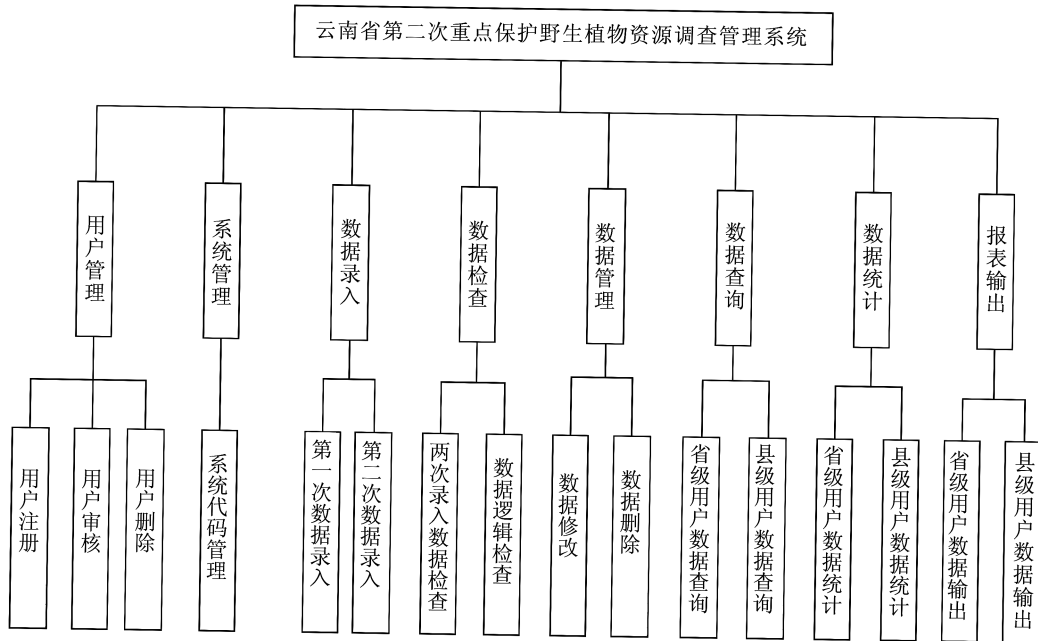 云南省第二次重点保护野生植物资源调查管理系统
用户管理
系统管理
数据录入
数据检查
数据管理
数据查询
数据统计
报表输出
用户注册
用户审核
用户删除
系统代码管理
第一次数据录入
第二次数据录入
两次录入数据检查
数据逻辑检查
数据修改
数据删除
省级用户数据查询
县级用户数据查询
省级用户数据统计
县级用户数据统计
省级用户数据输出
县级用户数据输出